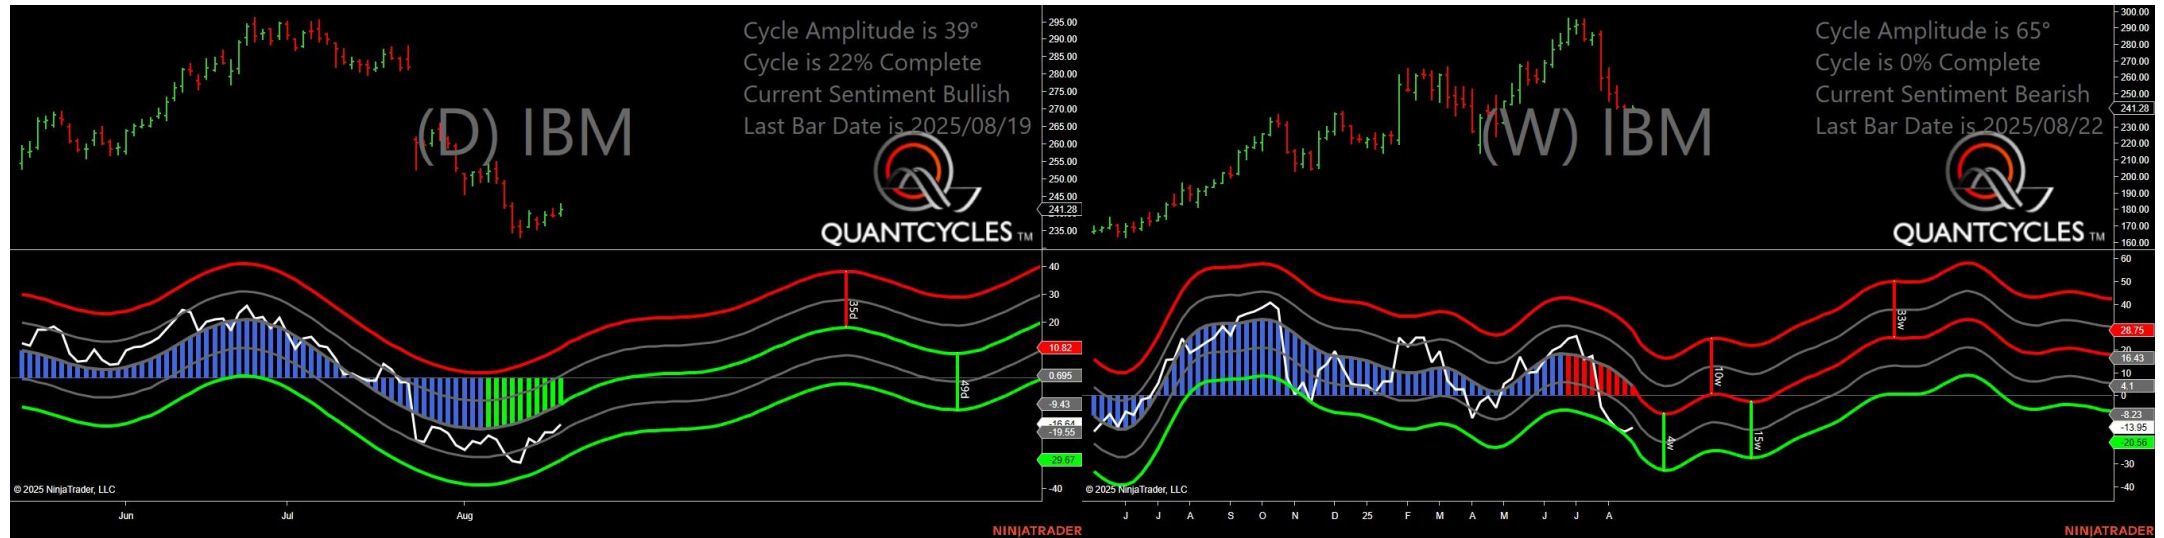 Cycle Amplitude is 39°
Cycle is 22% Complete
Current Sentiment Bullish
Last Bar Date is 2025/08/19
(D) IBM
QUANTCYCLES TM
295.00
290.00
285.00
280.00
275.00
270.00
265.00
260.00
255.00
250.00
245.00
241.28
235.00
40
30
20
10.82
0.695
-9.43
-16.64
-19.55
-29.67
-40
35d
49d
© 2025 NinjaTrader, LLC
Jun Jul Aug
NINJATRADER
Cycle Amplitude is 65°
Cycle is 0% Complete
Current Sentiment Bearish
Last Bar Date is 2025/08/22
(W) IBM
QUANTCYCLES TM
300.00
290.00
280.00
270.00
260.00
250.00
241.28
230.00
220.00
210.00
200.00
190.00
180.00
170.00
160.00
60
50
40
28.75
20
16.43
10
4.1
0
-8.23
-13.95
-20.56
-30
-40
4w
10w
15w
33w
© 2025 NinjaTrader, LLC
J J A S O N D 25 F M A M J J A
NINJATRADER